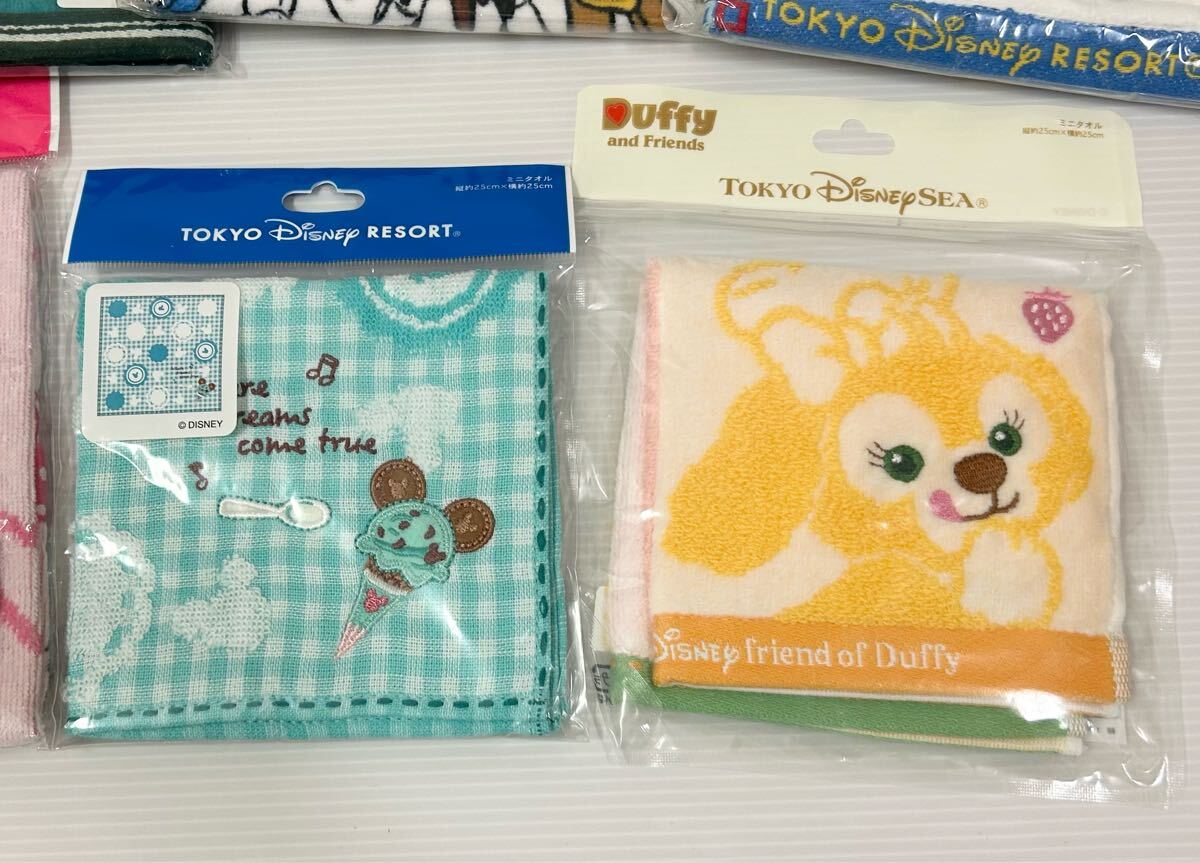 TOKYO Disney RESORT®
Duffy
and Friends
ミニタオル
縦約25cm×横約25cm
TOKYO DisneySEA®
© DISNEY
ミニタオル
縦約25cm×横約25cm
TOKYO Disney RESORT®
© DISNEY
come true
Disney friend of Duffy